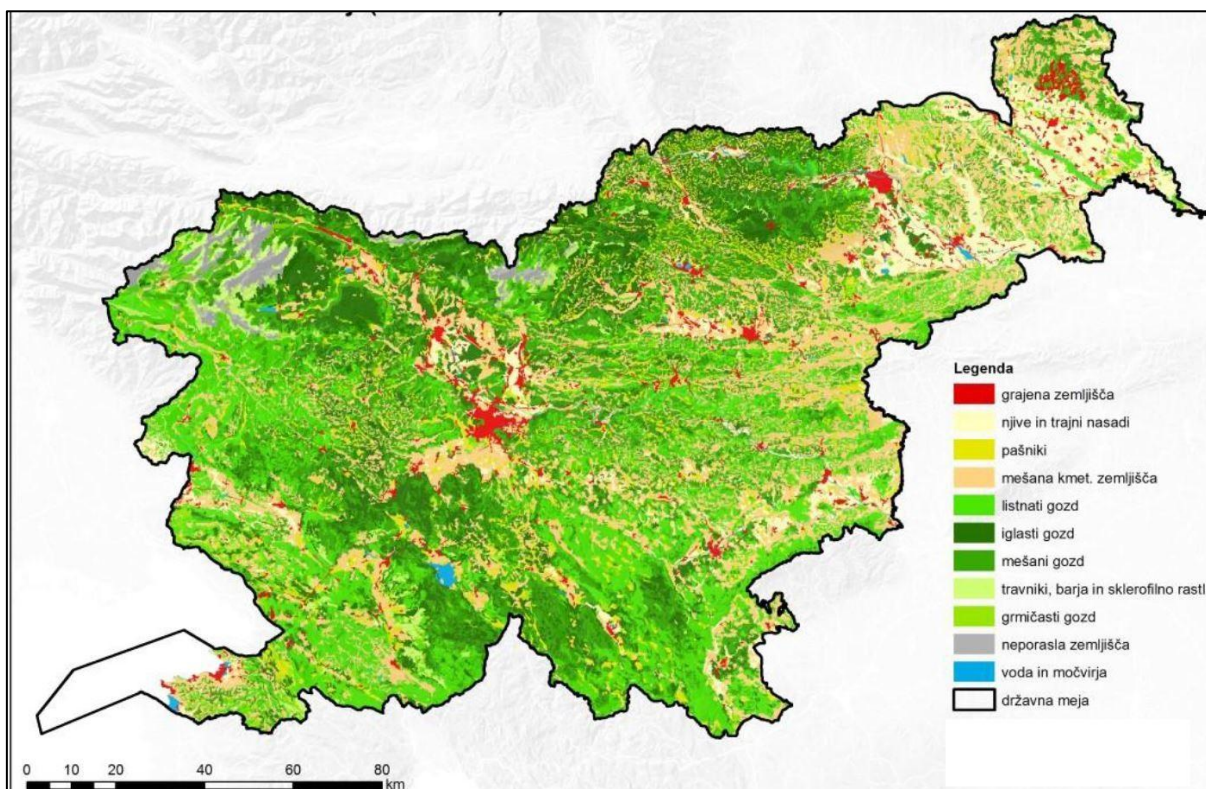 Legenda
grajena zemljišča
njive in trajni nasadi
pašniki
mešana kmet. zemljišča
listnati gozd
iglasti gozd
mešani gozd
travniki, barja in sklerofilno rastl
grmičasti gozd
neporasla zemljišča
voda in močvirja
državna meja
0 10 20 40 60 80
km